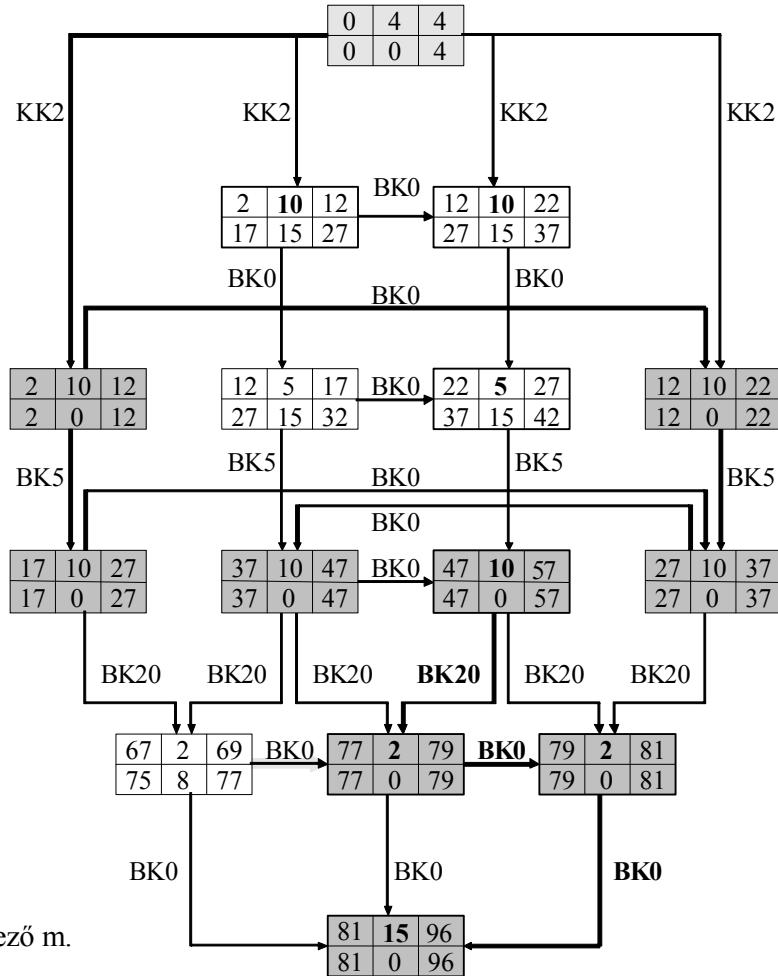 0 4 4
0 0 4
KK2 KK2 KK2 KK2
2 10 12 BK0 12 10 22
17 15 27 27 15 37
BK0 BK0 BK0
2 10 12 12 5 17 BK0 22 5 27 12 10 22
2 0 12 27 15 32 37 15 42 12 0 22
BK5 BK5 BK0 BK5 BK5
BK0
17 10 27 37 10 47 BK0 47 10 57 27 10 37
17 0 27 37 0 47 47 0 57 27 0 37
BK20 BK20 BK20 BK20 BK20 BK20
67 2 69 BK0 77 2 79 BK0 79 2 81
75 8 77 77 0 79 79 0 81
BK0 BK0 BK0
81 15 96
81 0 96
ező m.